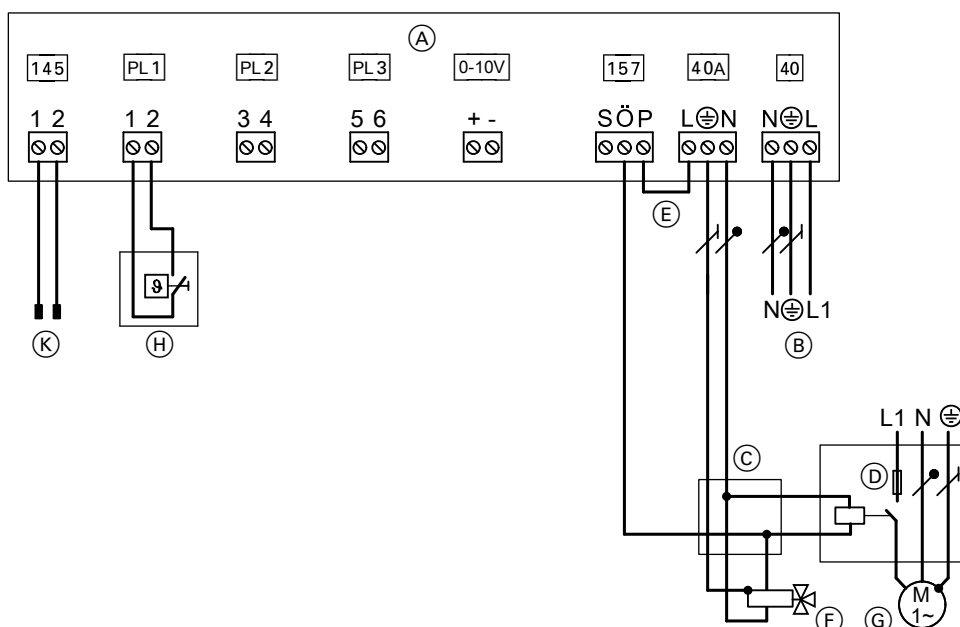 A
145 PL1 PL2 PL3 0-10V 157 40A 40
1 2 1 2 3 4 5 6 + - S Ö P L N N L
E
N L1
K H B
ϑ
L1 N
C D
M
1~
F G